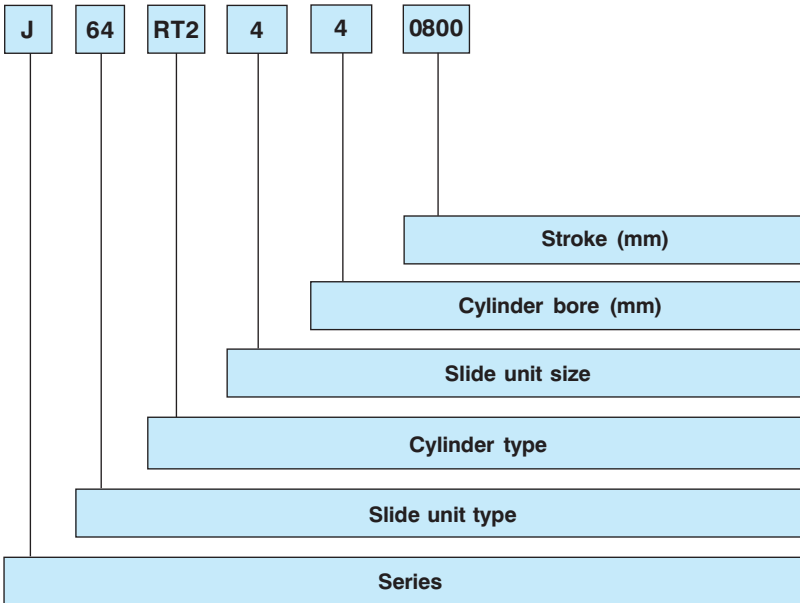 J 64 RT2 4 4 0800
Stroke (mm)
Cylinder bore (mm)
Slide unit size
Cylinder type
Slide unit type
Series